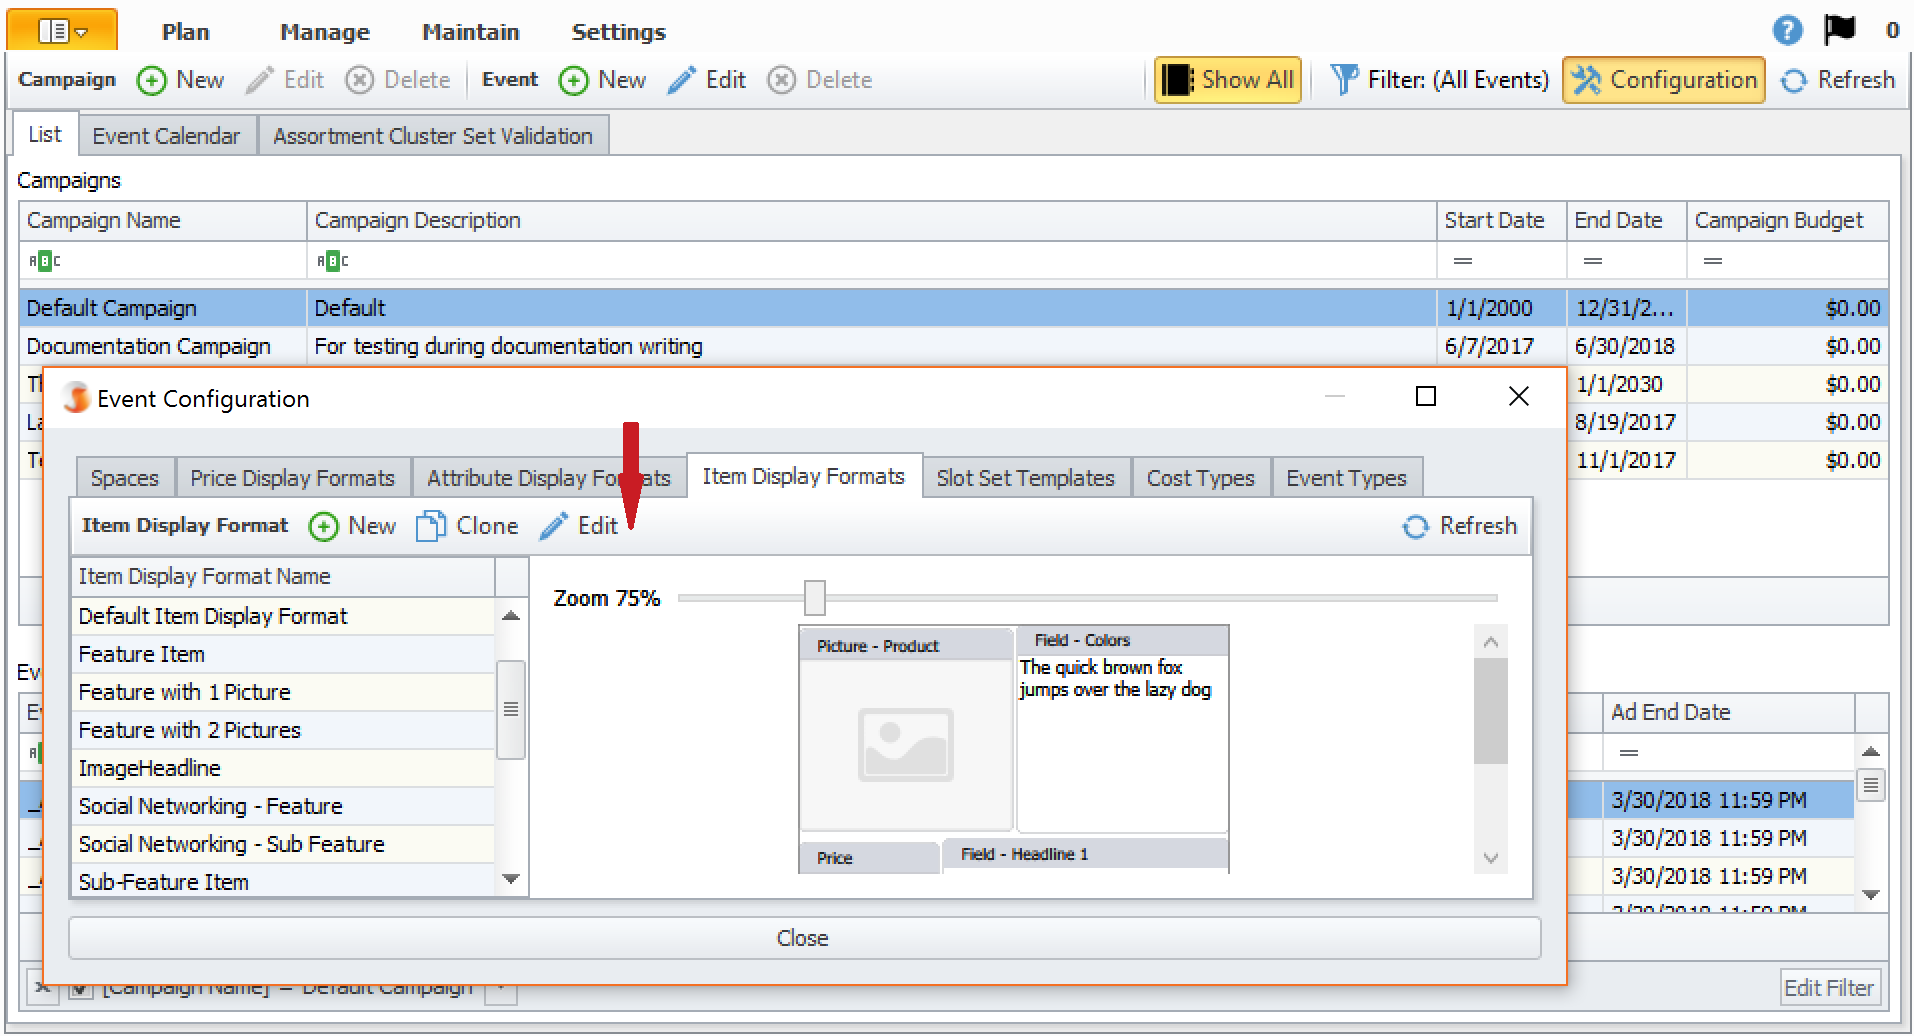 Plan Manage Maintain Settings 0
Campaign New Edit Delete Event New Edit Delete Show All Filter: (All Events) Configuration Refresh
List Event Calendar Assortment Cluster Set Validation
Campaigns
Campaign Name Campaign Description Start Date End Date Campaign Budget
ABC ABC = = =
Default Campaign Default 1/1/2000 12/31/2... $0.00
Documentation Campaign For testing during documentation writing 6/7/2017 6/30/2018 $0.00
1/1/2030 $0.00
8/19/2017 $0.00
11/1/2017 $0.00
Event Configuration
Spaces Price Display Formats Attribute Display Formats Item Display Formats Slot Set Templates Cost Types Event Types
Item Display Format New Clone Edit Refresh
Item Display Format Name
Default Item Display Format
Feature Item
Feature with 1 Picture
Feature with 2 Pictures
ImageHeadline
Social Networking - Feature
Social Networking - Sub Feature
Sub-Feature Item
Zoom 75%
Picture - Product Field - Colors
The quick brown fox
jumps over the lazy dog
Price Field - Headline 1
Close
Ad End Date
=
3/30/2018 11:59 PM
3/30/2018 11:59 PM
3/30/2018 11:59 PM
[Campaign Name] = Default Campaign Edit Filter